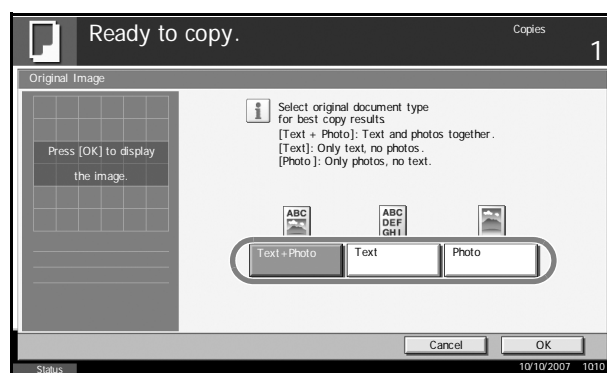 Ready to copy.
Copies
1
Original Image
Press [OK] to display
the image.
Select original document type
for best copy results.
[Text + Photo]: Text and photos together.
[Text]: Only text, no photos.
[Photo]: Only photos, no text.
ABC
ABC
DEF
GHI
Text+Photo
Text
Photo
Cancel
OK
Status
10/10/2007 1010